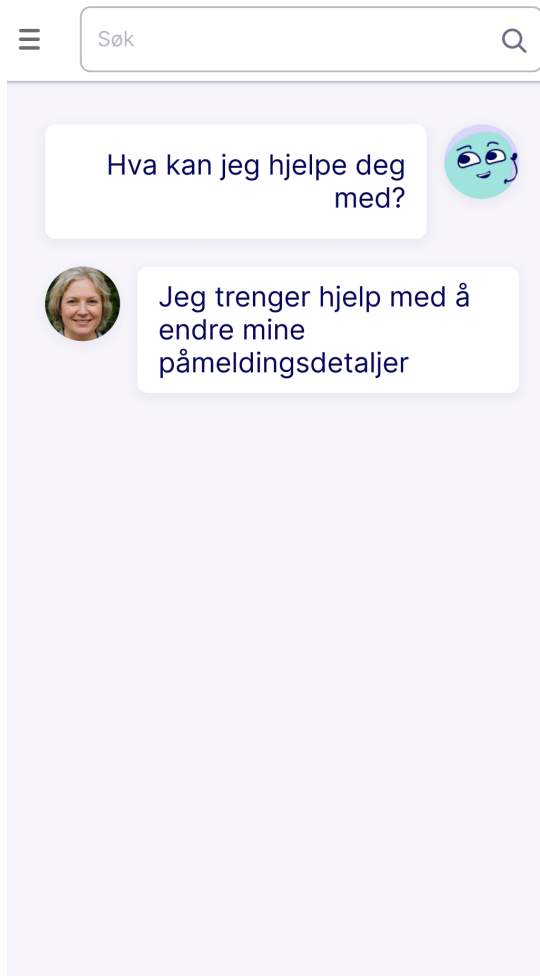 Søk
Hva kan jeg hjelpe deg
med?
Jeg trenger hjelp med å
endre mine
påmeldingsdetaljer